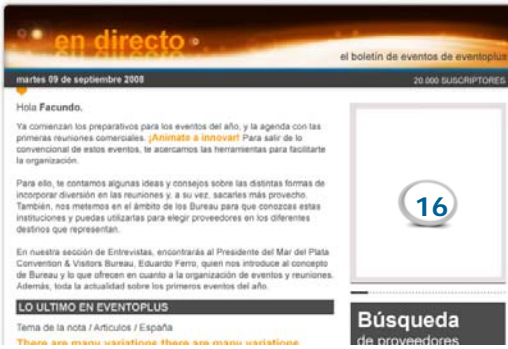 en directo
el boletín de eventos de eventoplus
martes 09 de septiembre 2008
20.000 SUSCRIPTORES
Hola Facundo.
Ya comienzan los preparativos para los eventos del año, y la agenda con las
primeras reuniones comerciales. ¡Animate a innovar! Para salir de lo
convencional de estos eventos, te acercamos las herramientas para facilitarte
la organización.
Para ello, te contamos algunas ideas y consejos sobre las distintas formas de
incorporar diversión en las reuniones y, a su vez, sacarles más provecho.
También, nos metemos en el ámbito de los Bureau para que conozcas estas
instituciones y puedas utilizarlas para elegir proveedores en los diferentes
destinos que representan.
En nuestra sección de Entrevistas, encontrarás al Presidente del Mar del Plata
Convention & Visitors Bureau, Eduardo Ferro, quien nos introduce al concepto
de Bureau y lo que ofrecen en cuanto a la organización de eventos y reuniones.
Además, toda la actualidad sobre los primeros eventos del año.
LO ULTIMO EN EVENTOPLUS
Tema de la nota / Articulos / España
There are many variations there are many variations
16
Búsqueda
de proveedores